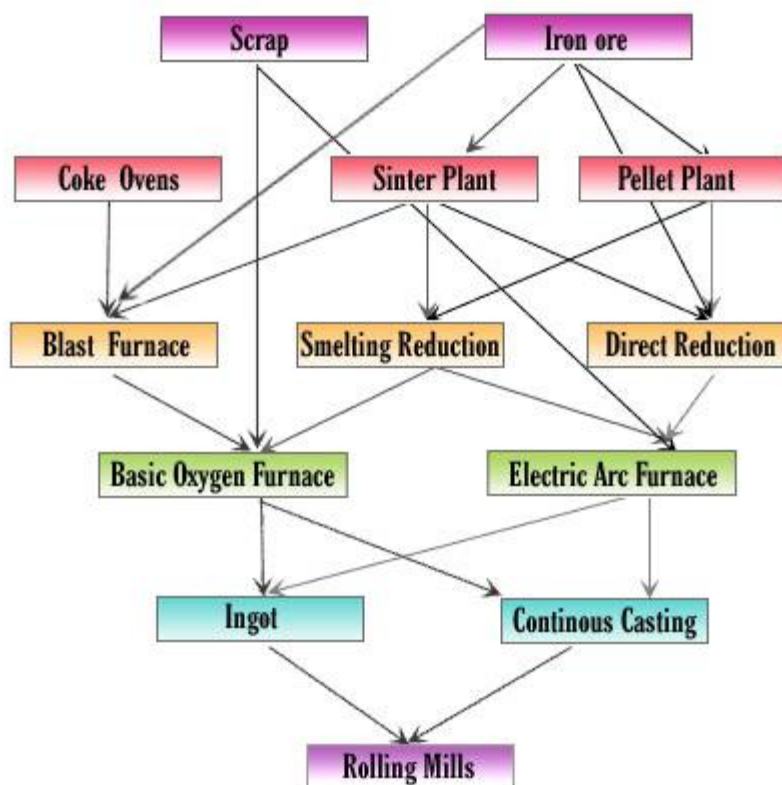 Scrap
Iron ore
Coke Ovens
Sinter Plant
Pellet Plant
Blast Furnace
Smelting Reduction
Direct Reduction
Basic Oxygen Furnace
Electric Arc Furnace
Ingot
Continous Casting
Rolling Mills